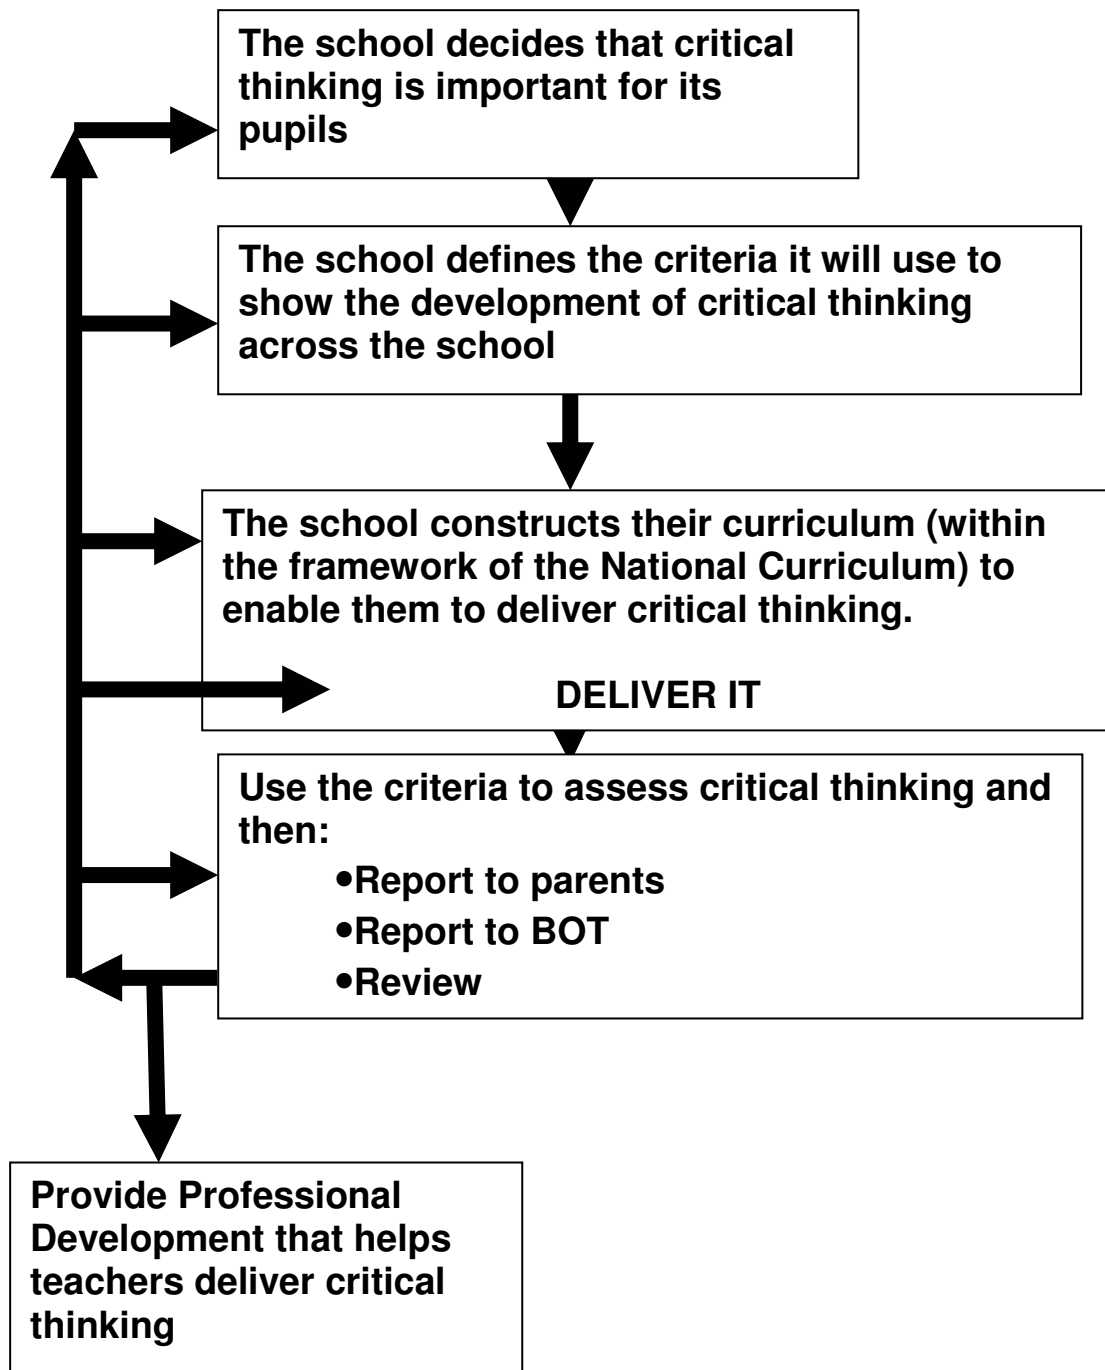 The school decides that critical
thinking is important for its
pupils
The school defines the criteria it will use to
show the development of critical thinking
across the school
The school constructs their curriculum (within
the framework of the National Curriculum) to
enable them to deliver critical thinking.
DELIVER IT
Use the criteria to assess critical thinking and
then:
•Report to parents
•Report to BOT
•Review
Provide Professional
Development that helps
teachers deliver critical
thinking